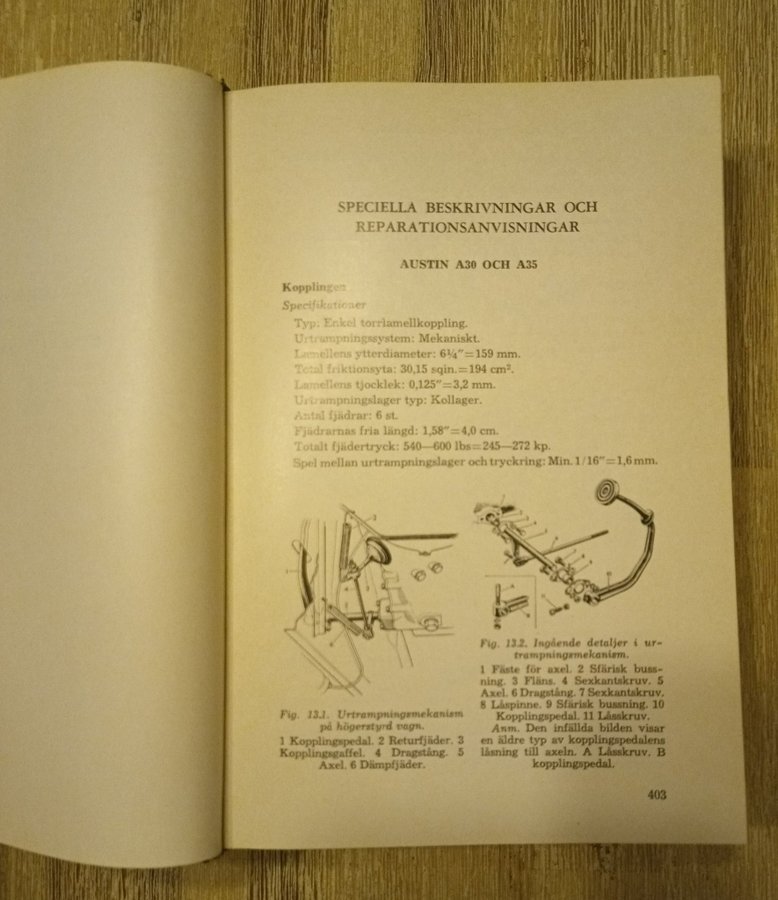 SPECIELLA BESKRIVNINGAR OCH
REPARATIONSANVISNINGAR
AUSTIN A30 OCH A35
Kopplingen
Specifikationer
Typ: Enkel torrlamellkoppling.
Urtrampningssystem: Mekaniskt.
Lamellens ytterdiameter: 6¼″=159 mm.
Total friktionsyta: 30,15 sqin.=194 cm².
Lamellens tjocklek: 0,125″=3,2 mm.
Urtrampningslager typ: Kollager.
Antal fjädrar: 6 st.
Fjädrarnas fria längd: 1,58″=4,0 cm.
Totalt fjädertryck: 540—600 lbs=245—272 kp.
Spel mellan urtrampningslager och tryckring: Min. 1/16″=1,6 mm.
Fig. 13.1. Urtrampningsmekanism
på högerstyrd vagn.
1 Kopplingspedal. 2 Returfjäder. 3
Kopplingsgaffel. 4 Dragstång. 5
Axel. 6 Dämpfjäder.
Fig. 13.2. Ingående detaljer i ur-
trampningsmekanism.
1 Fäste för axel. 2 Sfärisk buss-
ning. 3 Fläns. 4 Sexkantskruv. 5
Axel. 6 Dragstång. 7 Sexkantskruv.
8 Låspinne. 9 Sfärisk bussning. 10
Kopplingspedal. 11 Låsskruv.
Anm. Den infällda bilden visar
en äldre typ av kopplingspedalens
låsning till axeln. A Låsskruv. B
kopplingspedal.
403